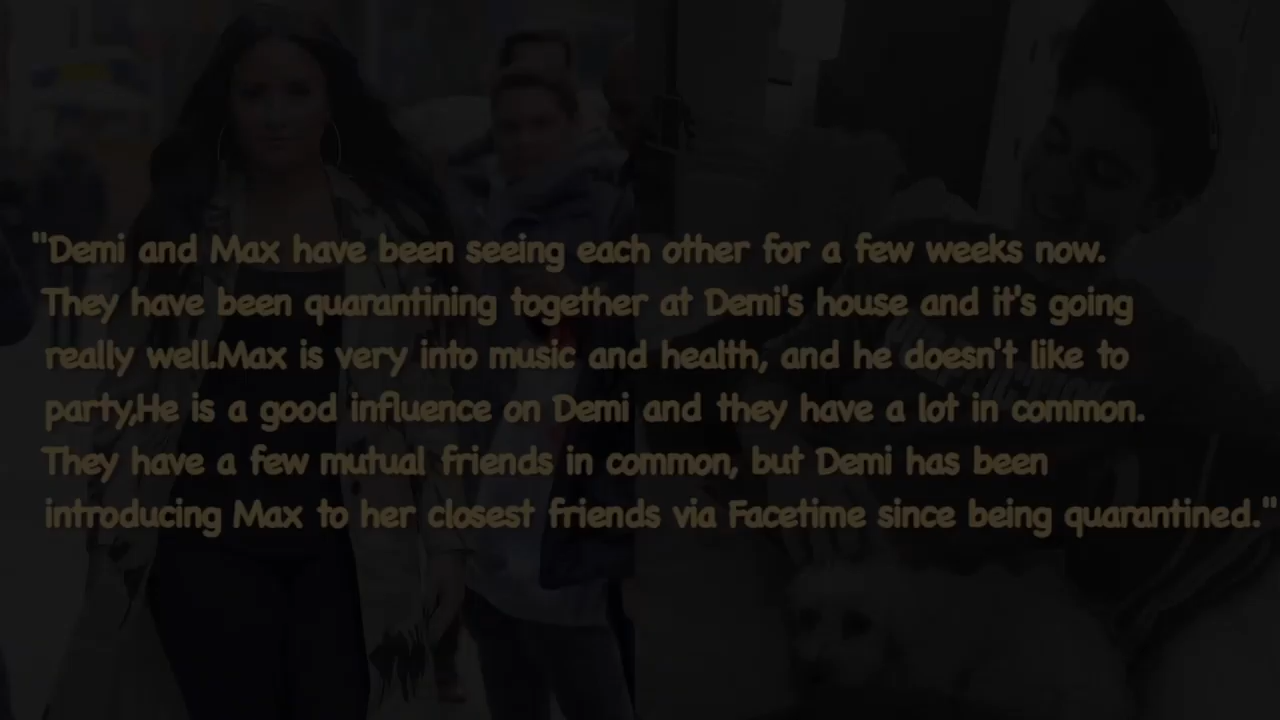 "Demi and Max have been seeing each other for a few weeks now.
They have been quarantining together at Demi's house and it's going
really well.Max is very into music and health, and he doesn't like to
party,He is a good influence on Demi and they have a lot in common.
They have a few mutual friends in common, but Demi has been
introducing Max to her closest friends via Facetime since being quarantined."